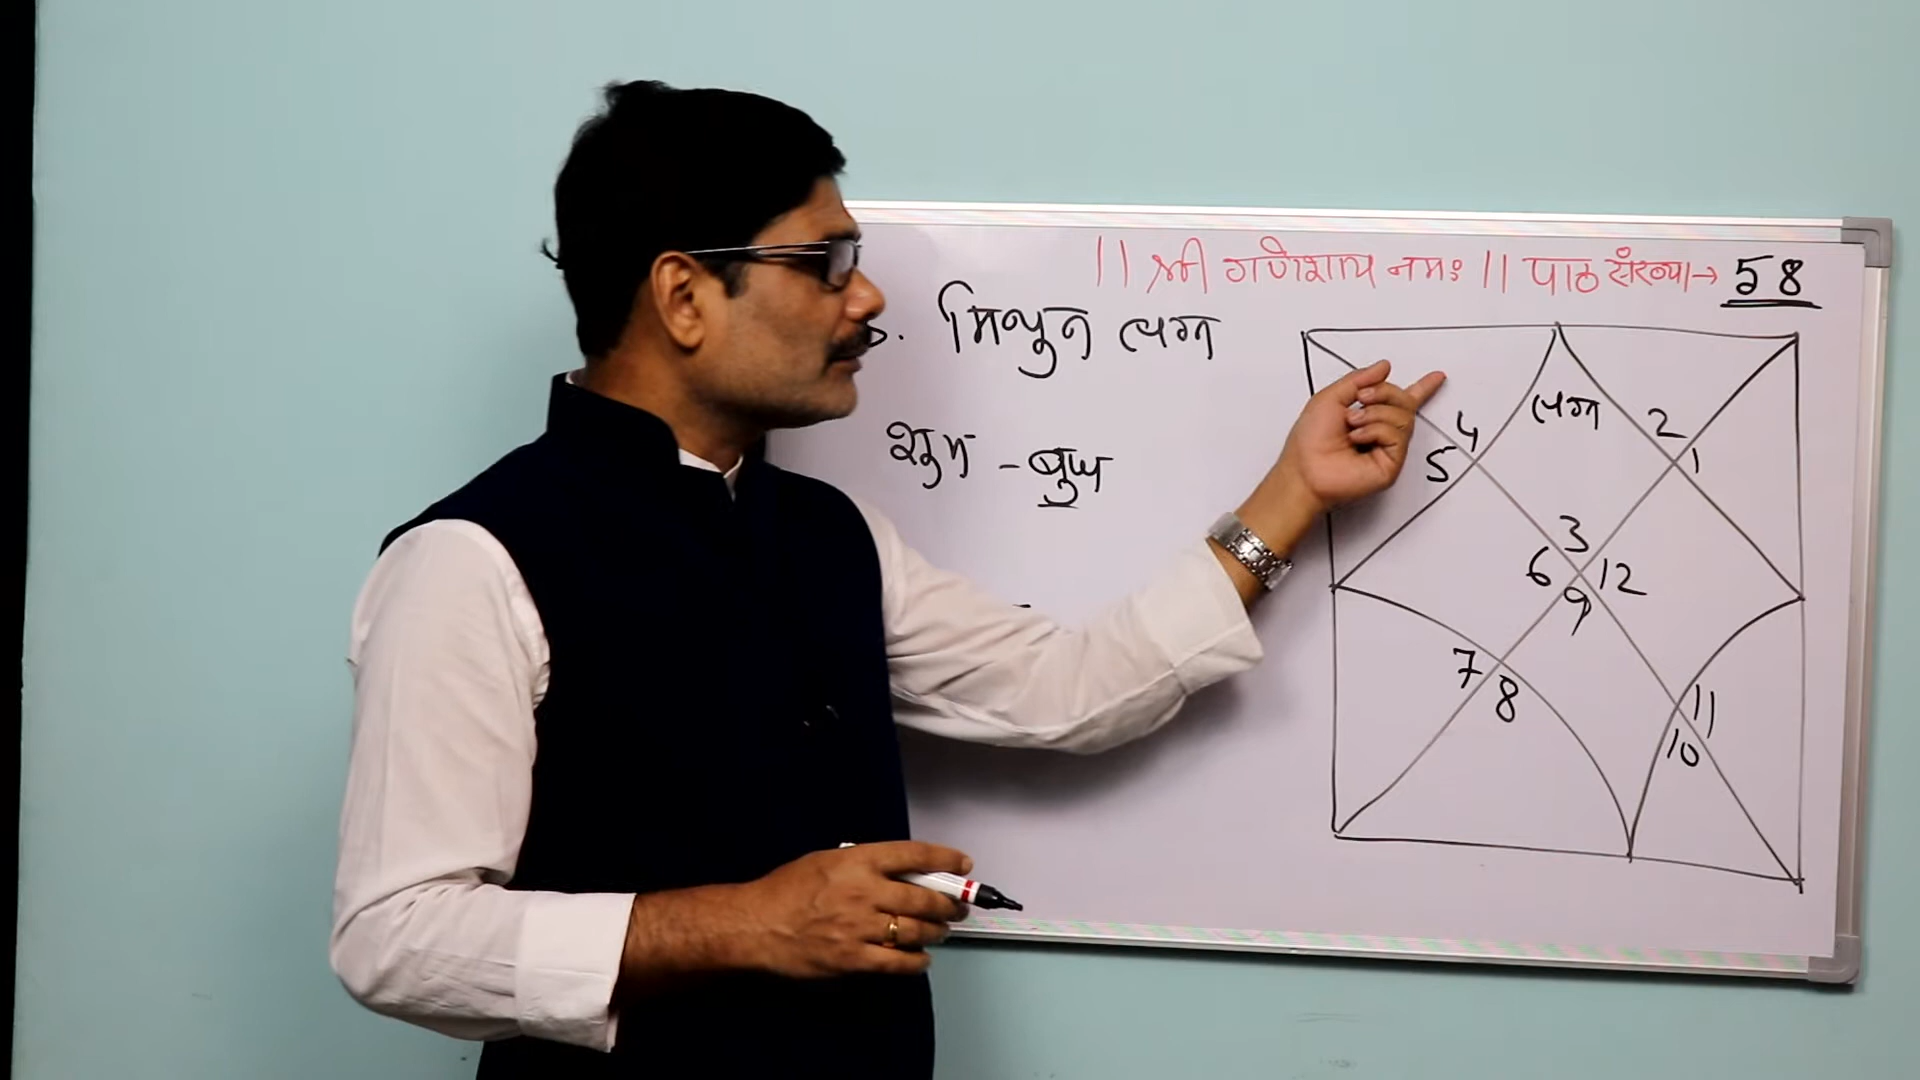 || श्री गणेशाय नमः || पाठ संख्या → 58
मिथुन लग्न
शुभ - बुध
लग्न
4 2
5 1
3
6 12
9
7 11
8 10